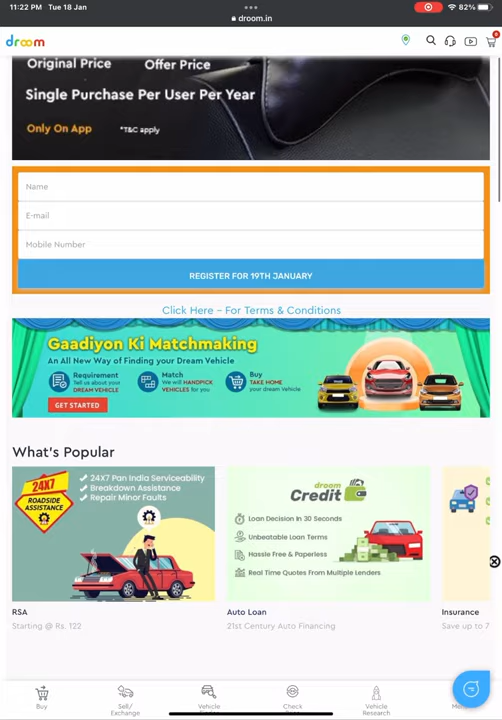 11:22 PM Tue 18 Jan
82%
droom.in
droom
Original Price Offer Price
Single Purchase Per User Per Year
Only On App *T&C apply
Name
E-mail
Mobile Number
REGISTER FOR 19TH JANUARY
Click Here - For Terms & Conditions
Gaadiyon Ki Matchmaking
An All New Way of Finding your Dream Vehicle
Requirement
Tell us about your
DREAM VEHICLE
Match
We will HANDPICK
VEHICLES for you
Buy
TAKE HOME
your dream Vehicle
GET STARTED
What's Popular
24X7
ROADSIDE
ASSISTANCE
24X7 Pan India Serviceability
Breakdown Assistance
Repair Minor Faults
droom
Credit
Loan Decision In 30 Seconds
Unbeatable Loan Terms
Hassle Free & Paperless
Real Time Quotes From Multiple Lenders
RSA
Starting @ Rs. 122
Auto Loan
21st Century Auto Financing
Insurance
Save up to 7
Buy
Sell/
Exchange
Vehicle
Check
Vehicle
Research